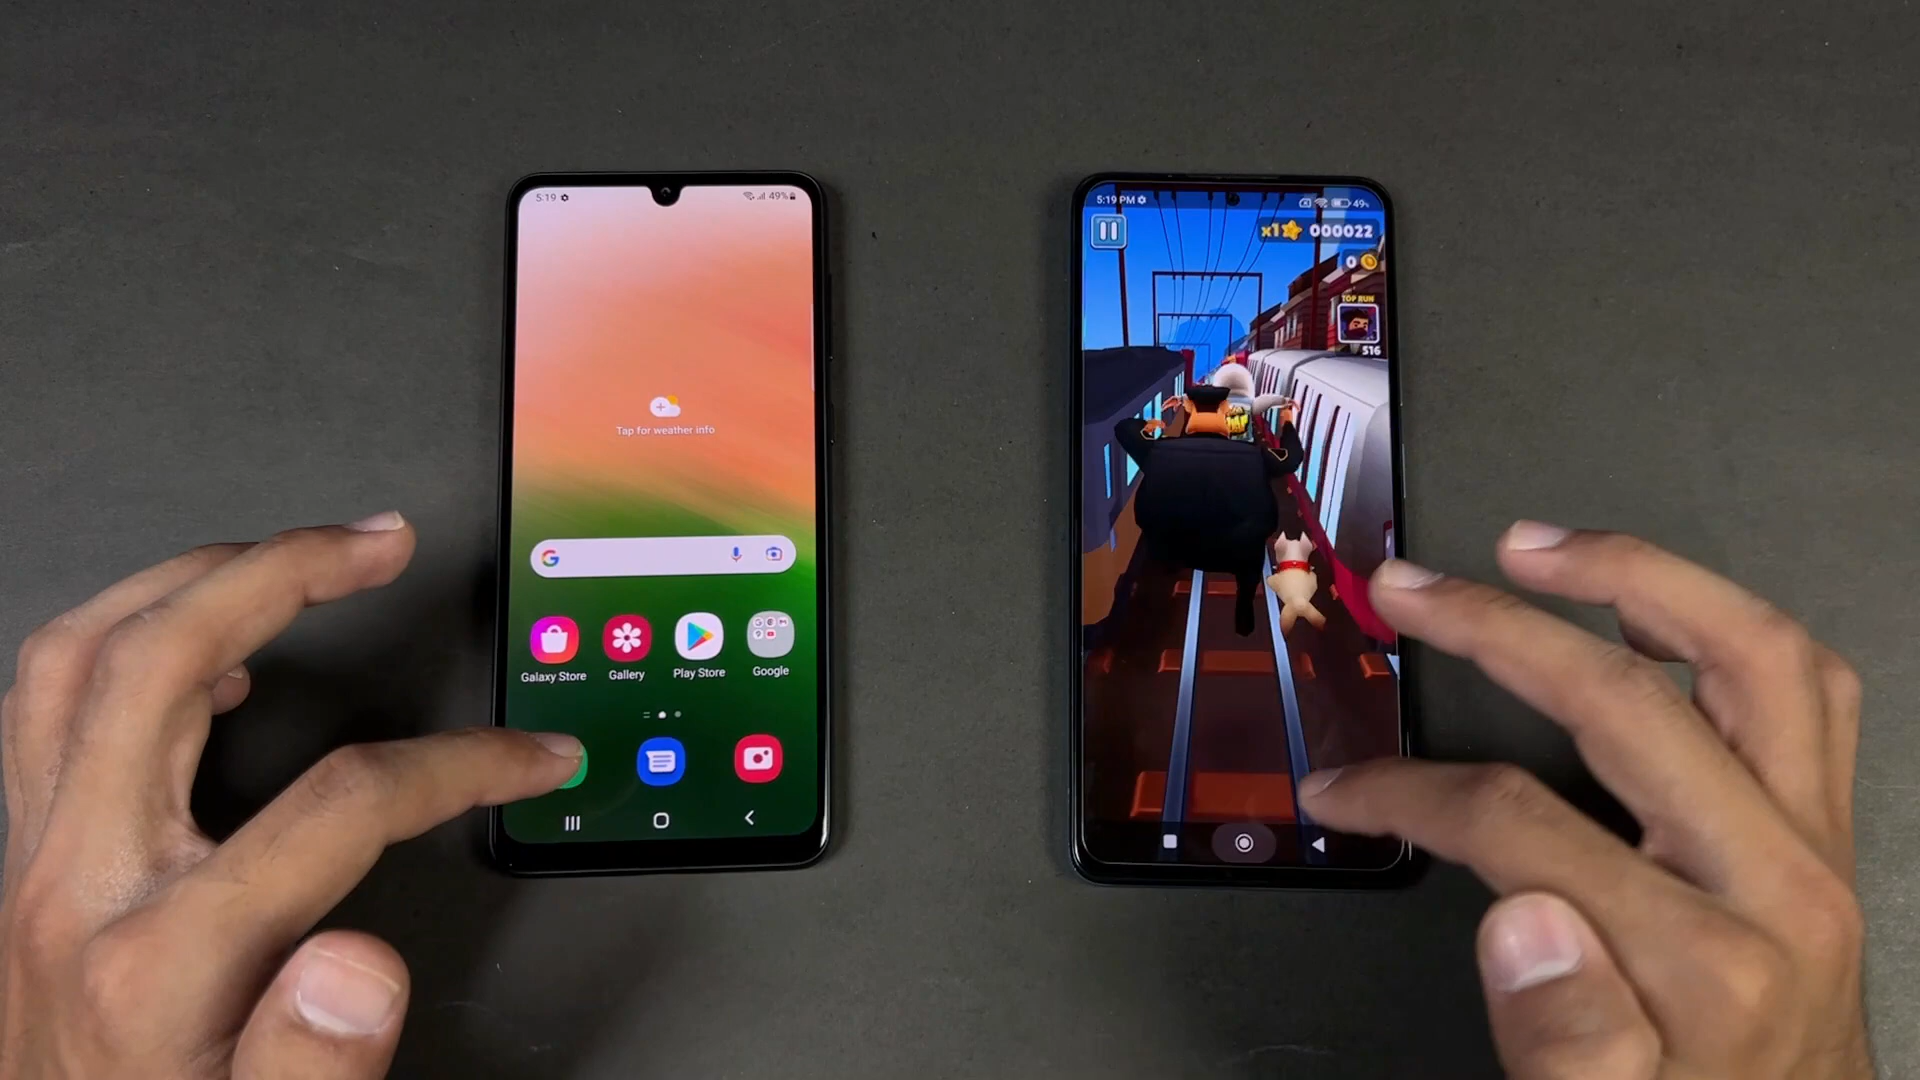 5:19
49%
Tap for weather info
Galaxy Store
Gallery
Play Store
Google
5:19 PM
49%
x1 000022
0
TOP RUN
516